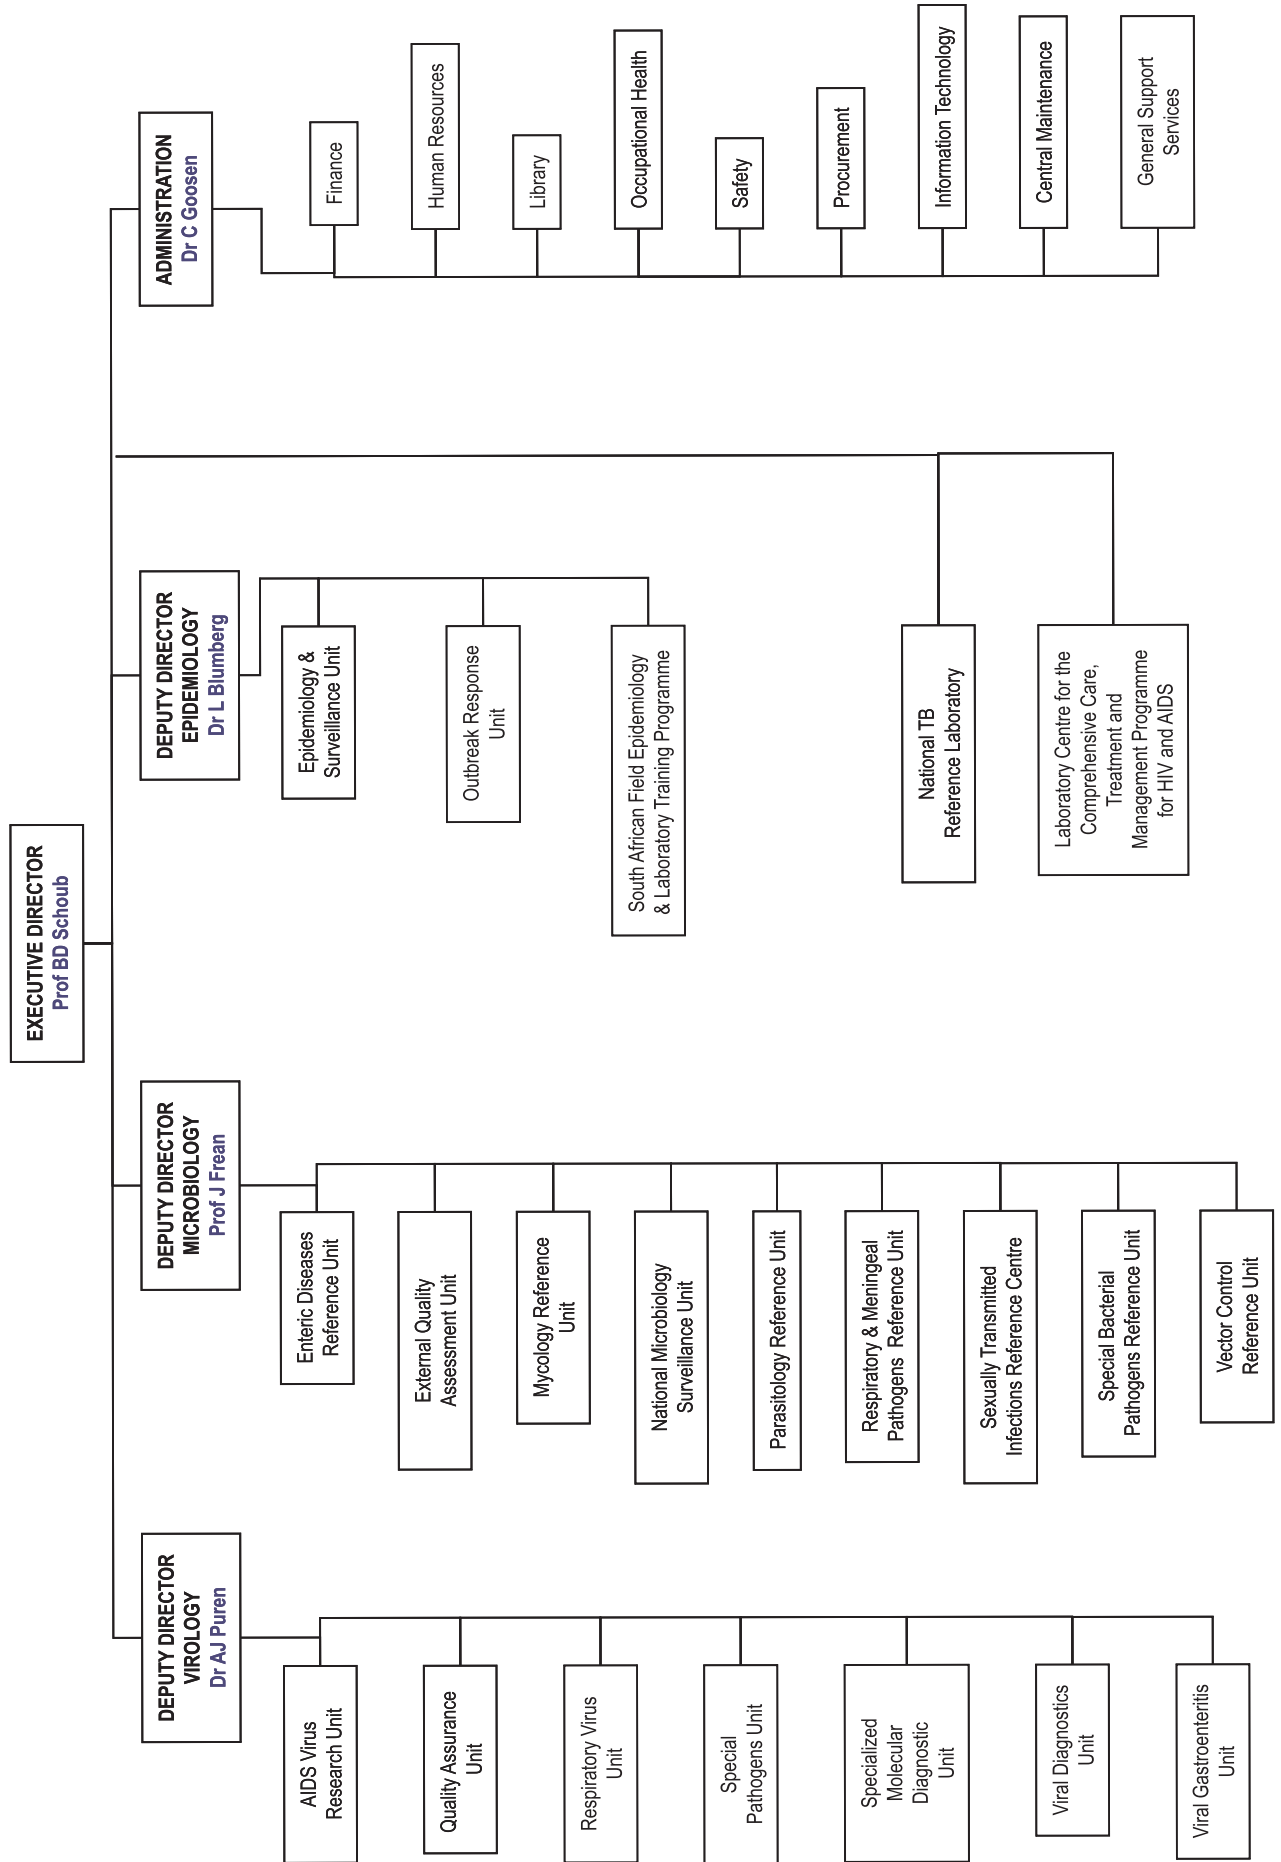 EXECUTIVE DIRECTOR
Prof BD Schoub
DEPUTY DIRECTOR
VIROLOGY
Dr AJ Puren
AIDS Virus
Research Unit
Quality Assurance
Unit
Respiratory Virus
Unit
Special
Pathogens Unit
Specialized
Molecular
Diagnostic
Unit
Viral Diagnostics
Unit
Viral Gastroenteritis
Unit
DEPUTY DIRECTOR
MICROBIOLOGY
Prof J Frean
Enteric Diseases
Reference Unit
External Quality
Assessment Unit
Mycology Reference
Unit
National Microbiology
Surveillance Unit
Parasitology Reference Unit
Respiratory & Meningeal
Pathogens Reference Unit
Sexually Transmitted
Infections Reference Centre
Special Bacterial
Pathogens Reference Unit
Vector Control
Reference Unit
DEPUTY DIRECTOR
EPIDEMIOLOGY
Dr L Blumberg
Epidemiology &
Surveillance Unit
Outbreak Response
Unit
South African Field Epidemiology
& Laboratory Training Programme
National TB
Reference Laboratory
Laboratory Centre for the
Comprehensive Care,
Treatment and
Management Programme
for HIV and AIDS
ADMINISTRATION
Dr C Goosen
Finance
Human Resources
Library
Occupational Health
Safety
Procurement
Information Technology
Central Maintenance
General Support
Services